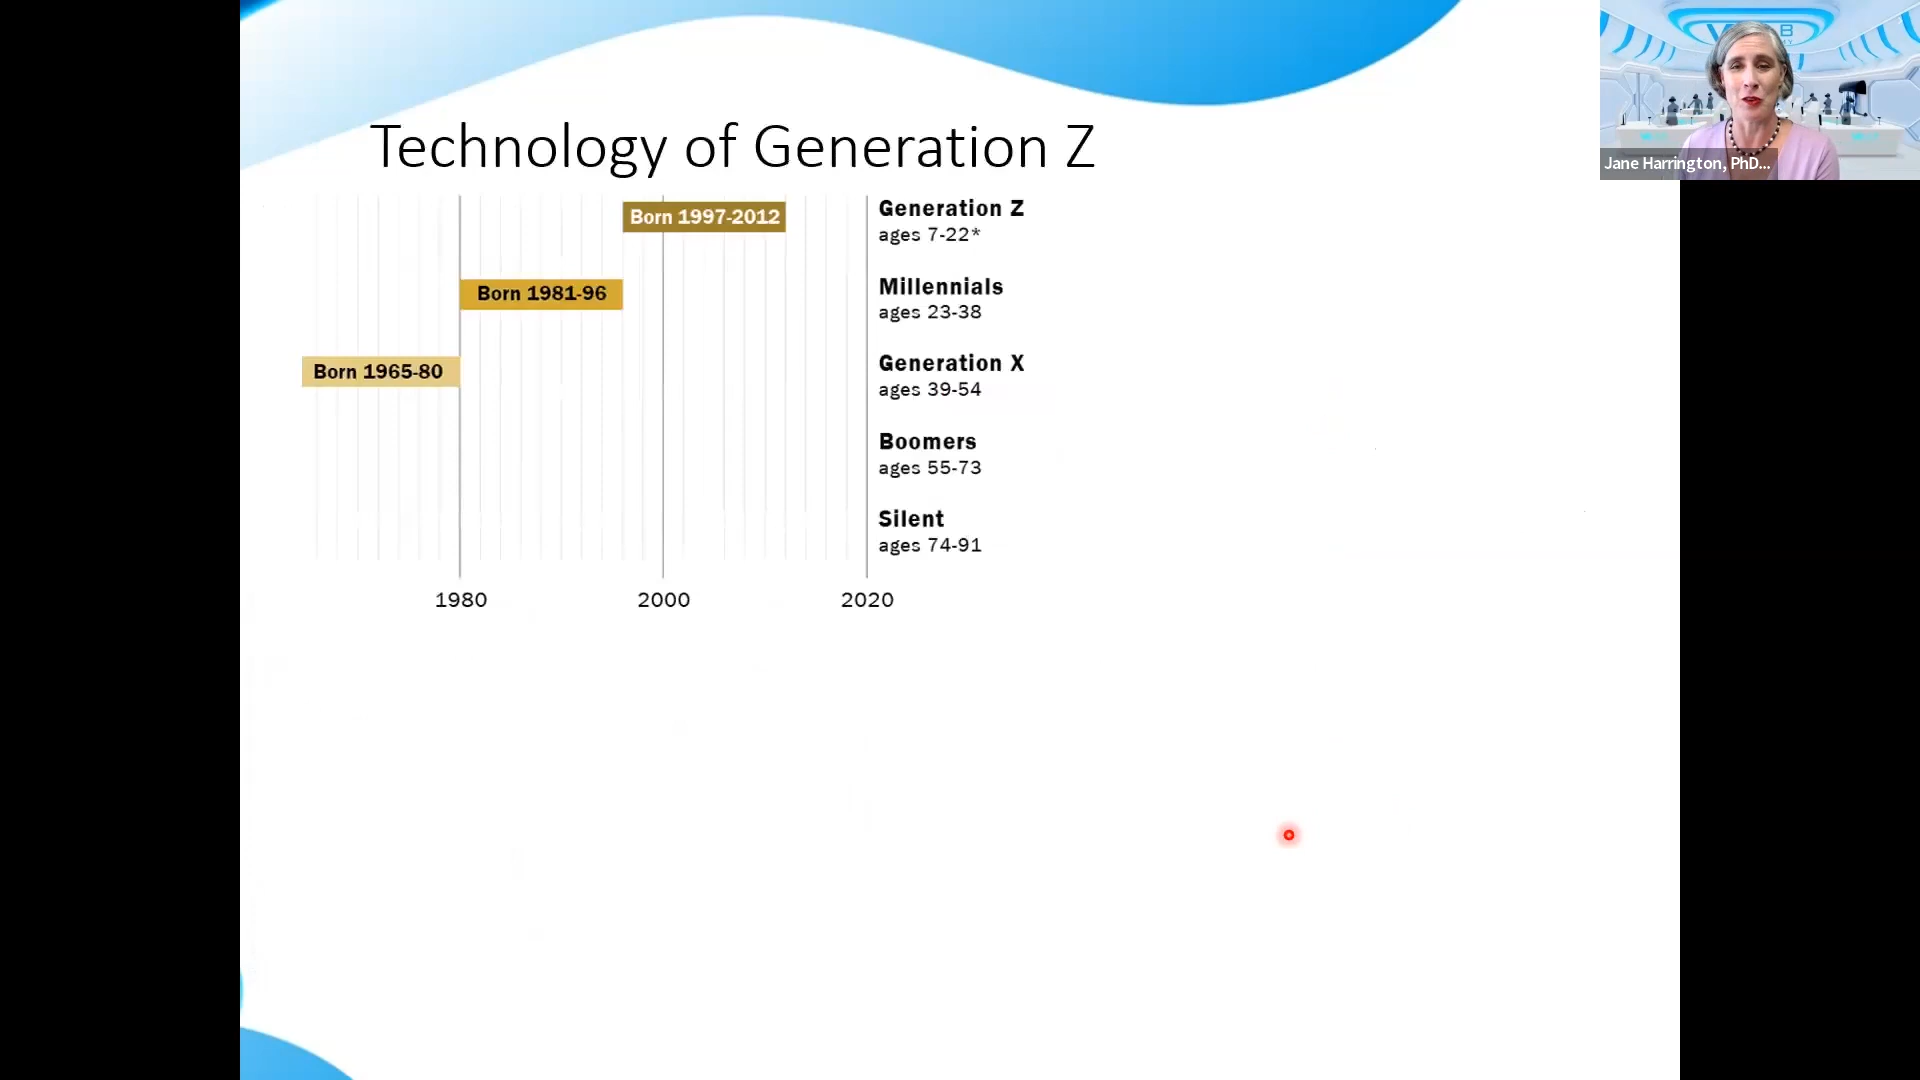 Technology of Generation Z
Born 1997-2012
Generation Z
ages 7-22*
Born 1981-96
Millennials
ages 23-38
Born 1965-80
Generation X
ages 39-54
Boomers
ages 55-73
Silent
ages 74-91
1980 2000 2020
Jane Harrington, PhD...